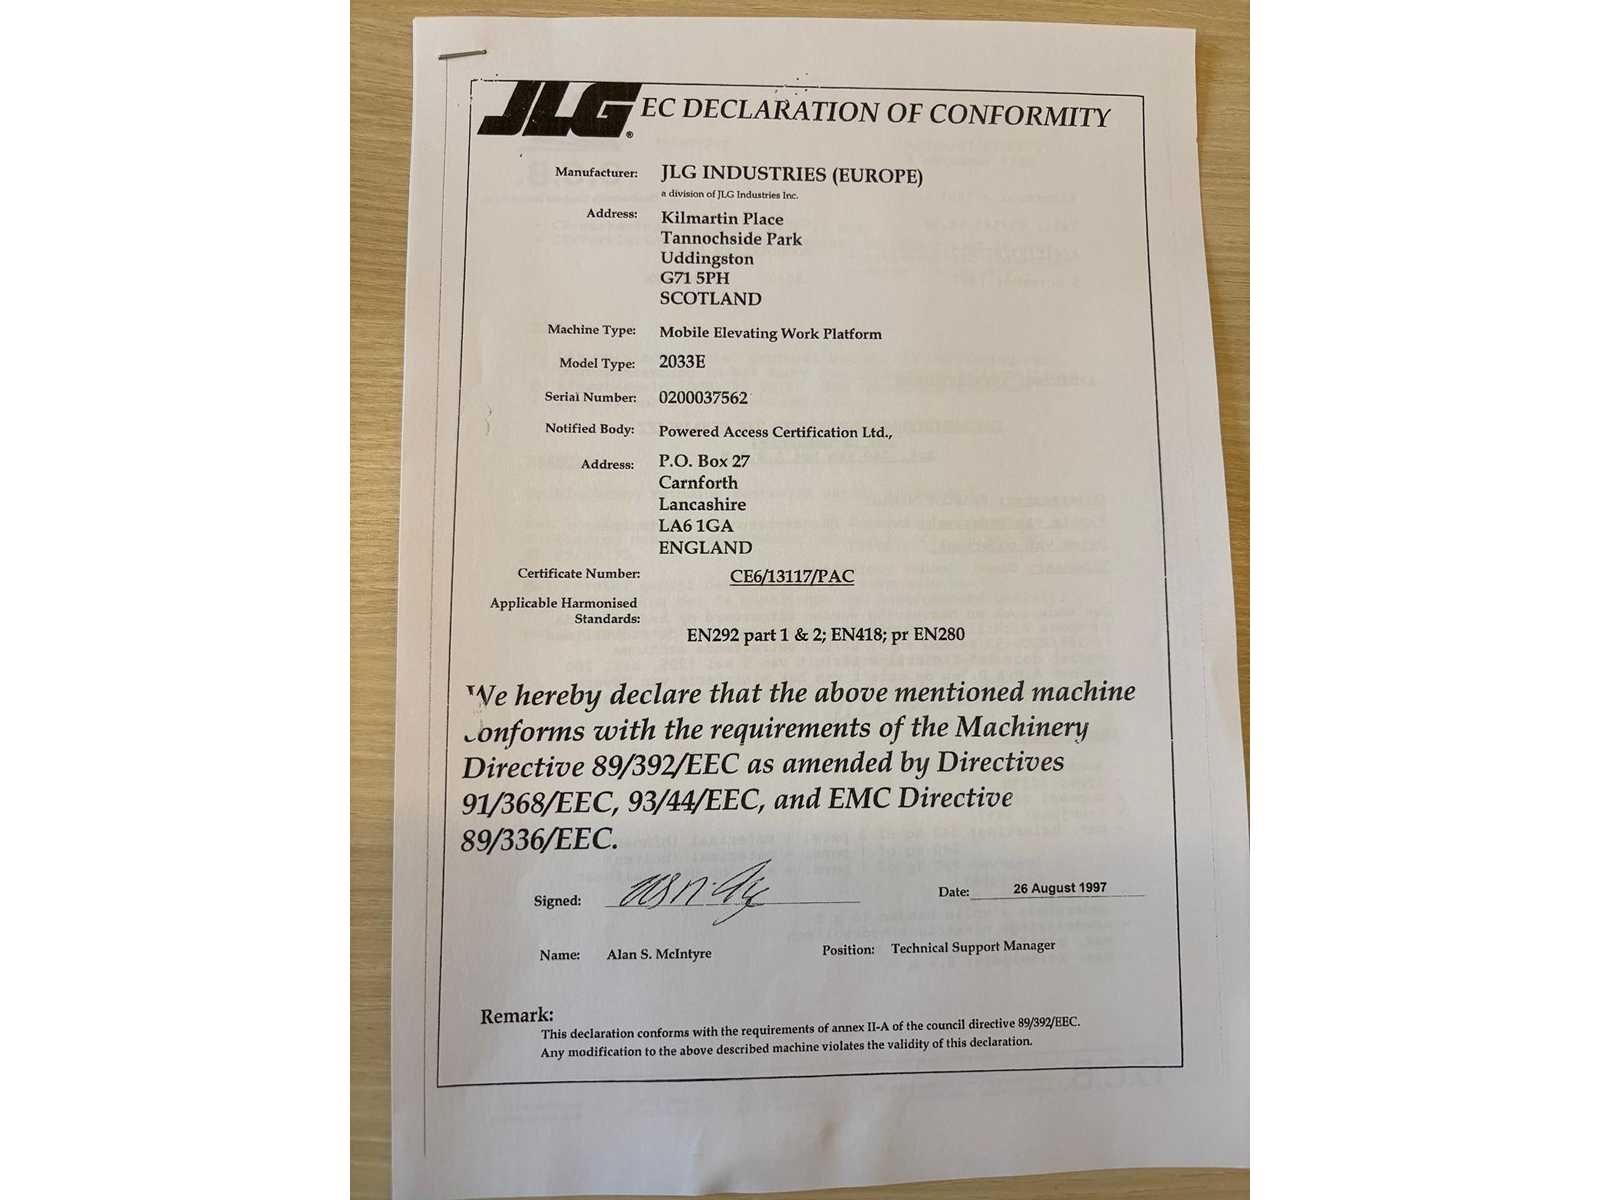 JLG® EC DECLARATION OF CONFORMITY
Manufacturer: JLG INDUSTRIES (EUROPE)
a division of JLG Industries Inc.
Address: Kilmartin Place
Tannochside Park
Uddingston
G71 5PH
SCOTLAND
Machine Type: Mobile Elevating Work Platform
Model Type: 2033E
Serial Number: 0200037562
Notified Body: Powered Access Certification Ltd.,
Address: P.O. Box 27
Carnforth
Lancashire
LA6 1GA
ENGLAND
Certificate Number: CE6/13117/PAC
Applicable Harmonised
Standards:
EN292 part 1 & 2; EN418; pr EN280
We hereby declare that the above mentioned machine
conforms with the requirements of the Machinery
Directive 89/392/EEC as amended by Directives
91/368/EEC, 93/44/EEC, and EMC Directive
89/336/EEC.
Signed: Date: 26 August 1997
Name: Alan S. McIntyre Position: Technical Support Manager
Remark:
This declaration conforms with the requirements of annex II-A of the council directive 89/392/EEC.
Any modification to the above described machine violates the validity of this declaration.